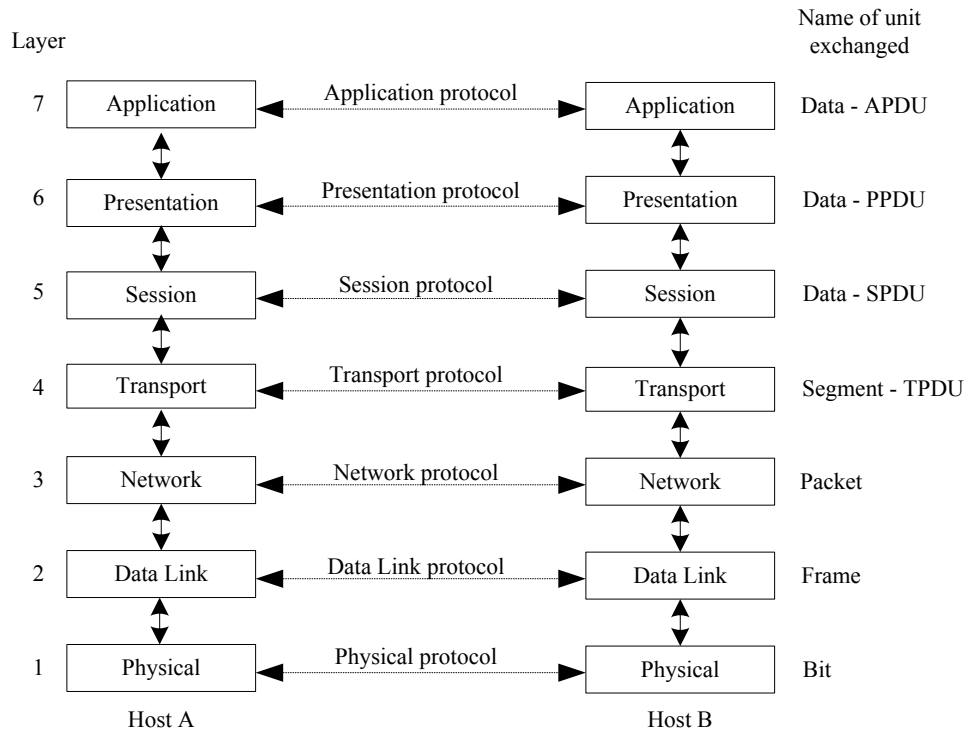 Name of unit
exchanged
Layer
7 Application Application protocol Application Data - APDU
6 Presentation Presentation protocol Presentation Data - PPDU
5 Session Session protocol Session Data - SPDU
4 Transport Transport protocol Transport Segment - TPDU
3 Network Network protocol Network Packet
2 Data Link Data Link protocol Data Link Frame
1 Physical Physical protocol Physical Bit
Host A Host B